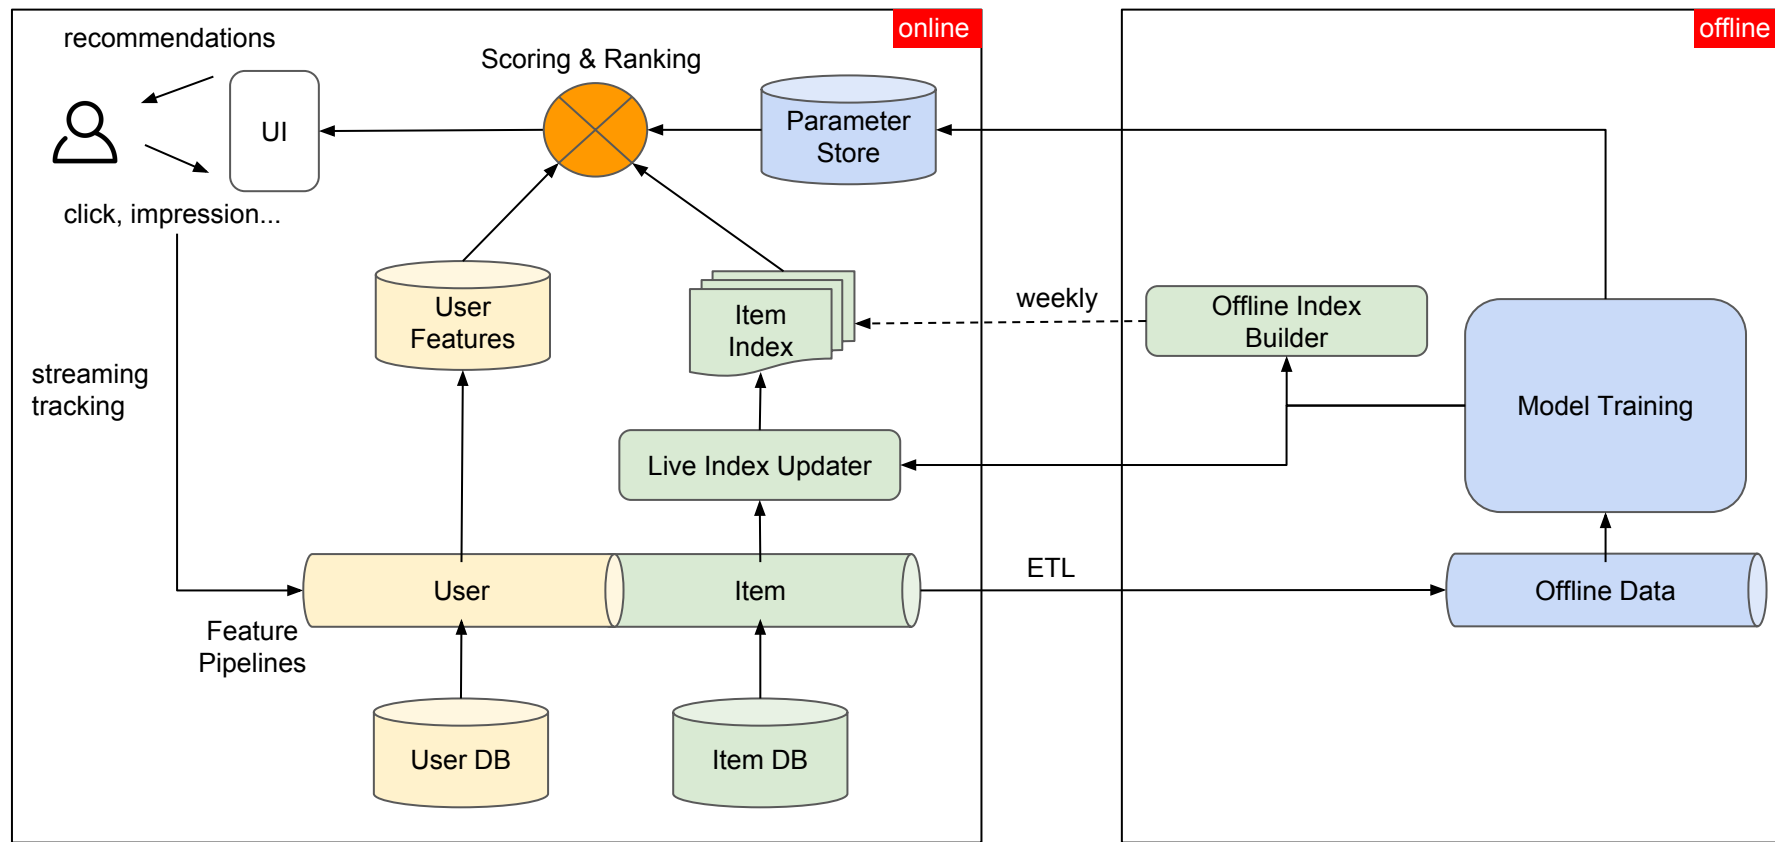 online
offline
recommendations
Scoring & Ranking
UI
Parameter
Store
click, impression...
User
Features
Item
Index
weekly
Offline Index
Builder
streaming
tracking
Model Training
Live Index Updater
User
Item
ETL
Offline Data
Feature
Pipelines
User DB
Item DB